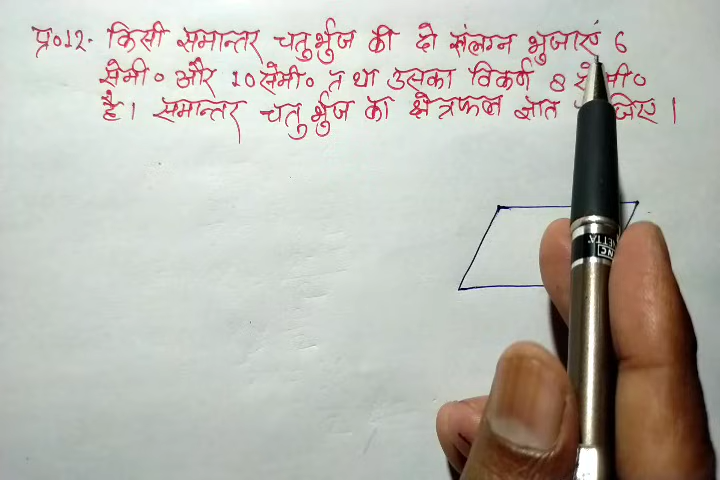 प्र०12. किसी समान्तर चतुर्भुज की दो संलग्न भुजाएं 6
सेमी० और 10 सेमी० तथा उसका विकर्ण 8
है। समान्तर चतुर्भुज का क्षेत्रफल ज्ञात